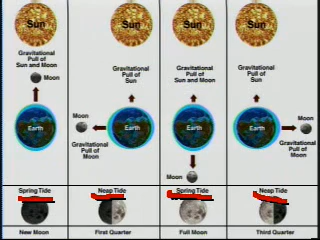 Sun
Gravitational
Pull of
Sun and Moon
Moon
Earth
Spring Tide
New Moon
Sun
Gravitational
Pull of
Sun
Moon
Earth
Gravitational
Pull of
Moon
Neap Tide
First Quarter
Sun
Gravitational
Pull of
Sun and Moon
Earth
Moon
Spring Tide
Full Moon
Sun
Gravitational
Pull of
Sun
Moon
Earth
Gravitational
Pull of
Moon
Neap Tide
Third Quarter